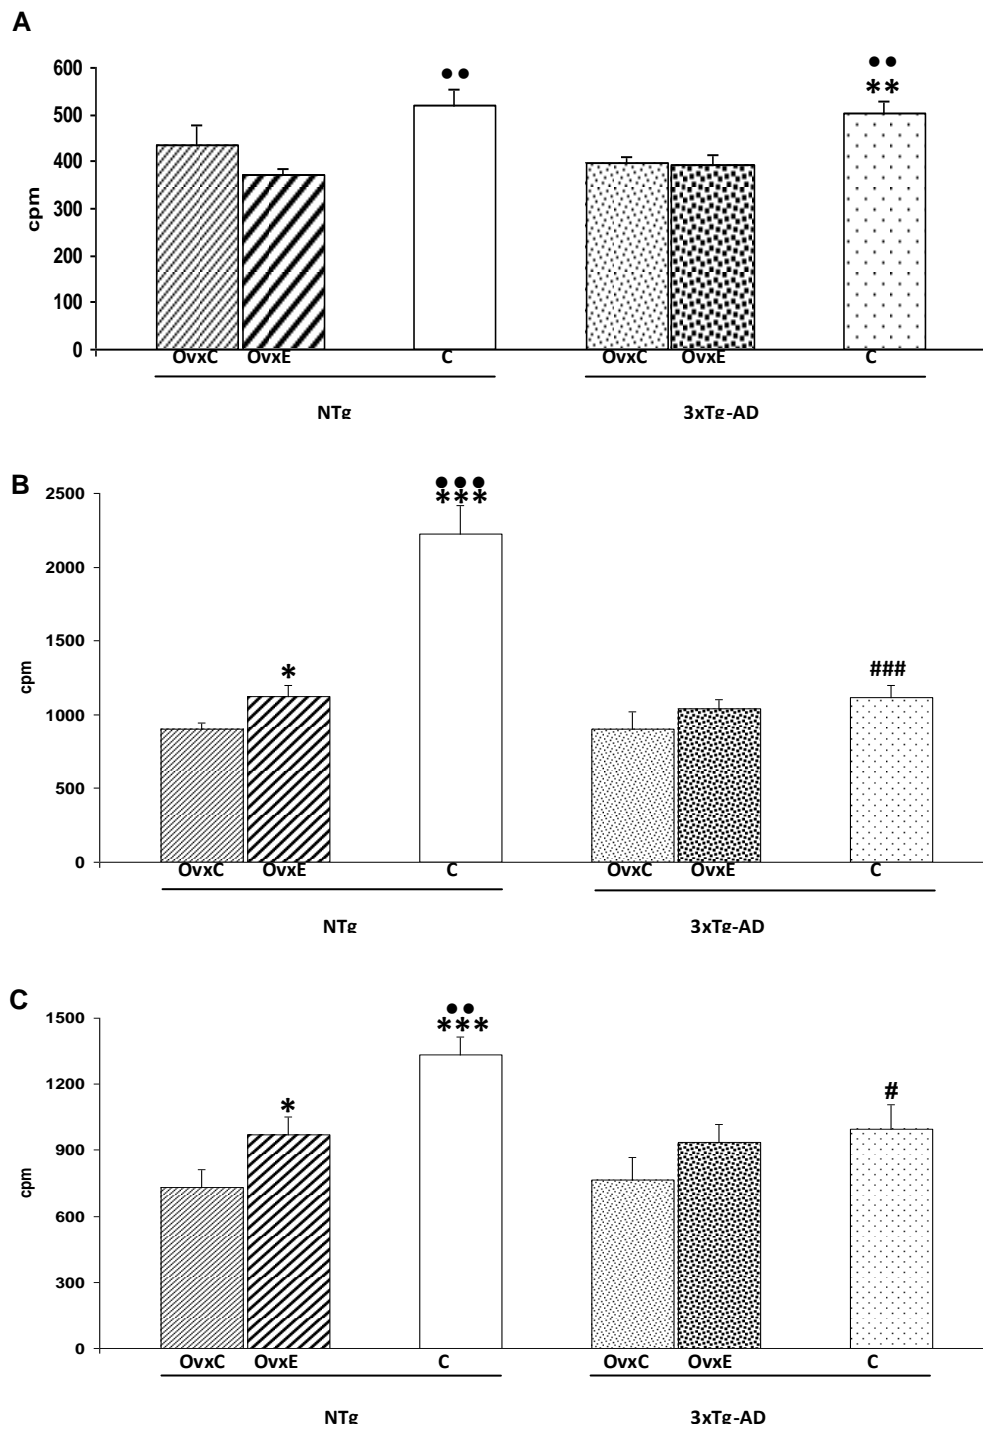 A
●●
●●
**
600
500
400
300
200
100
0
cpm
OvxC OvxE C OvxC OvxE C
NTg 3xTg-AD
B
●●●
***
*
###
2500
2000
1500
1000
500
0
cpm
OvxC OvxE C OvxC OvxE C
NTg 3xTg-AD
C
●●
***
*
#
1500
1200
900
600
300
0
cpm
OvxC OvxE C OvxC OvxE C
NTg 3xTg-AD